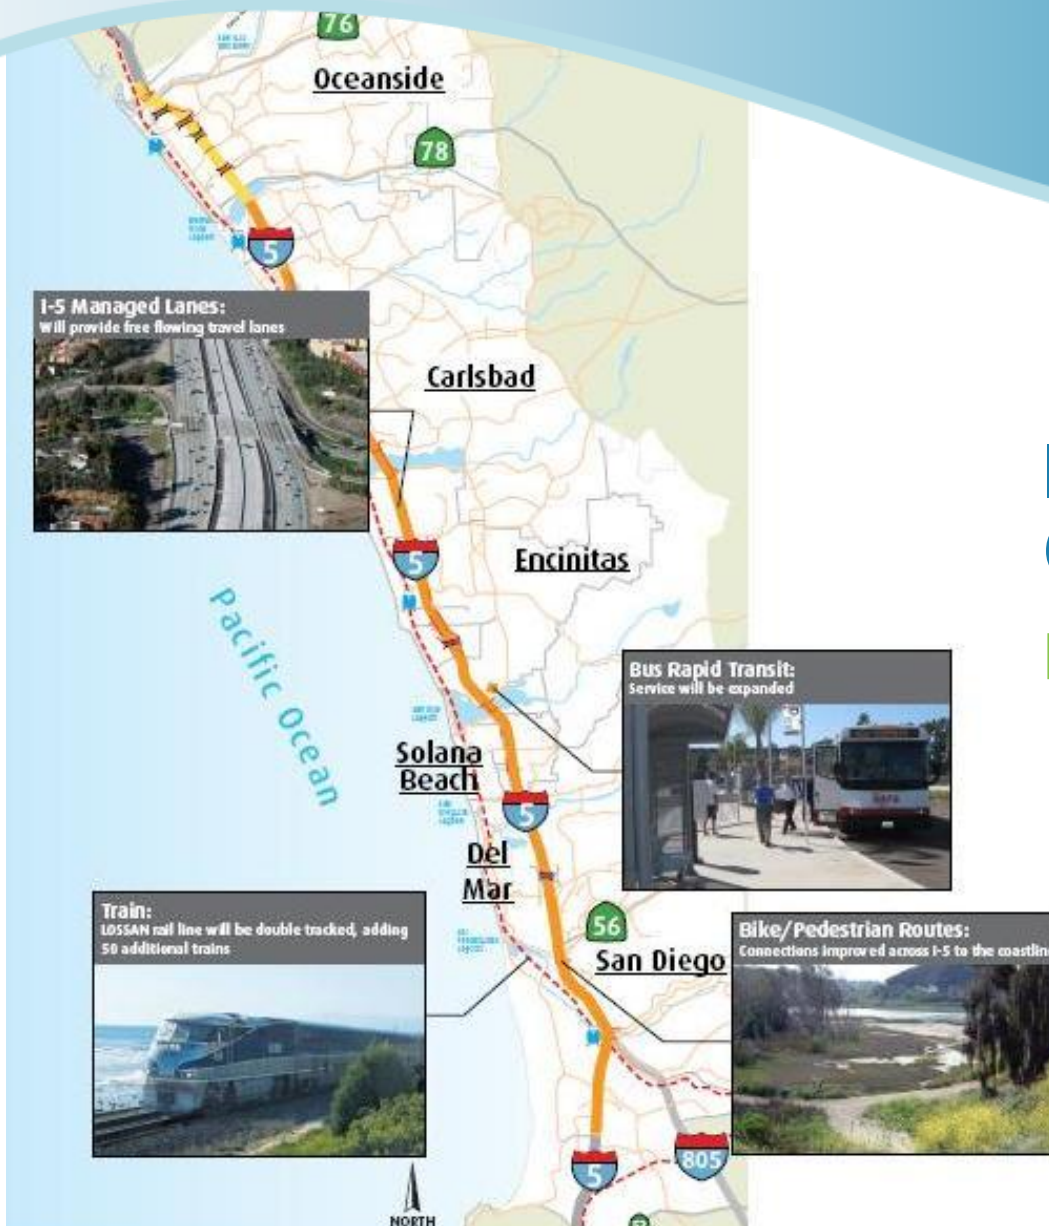 76
Oceanside
78
5
I-5 Managed Lanes:
Will provide free flowing travel lanes
Carlsbad
5
Encinitas
Pacific Ocean
Bus Rapid Transit:
Service will be expanded
Solana
Beach
5
Del
Mar
Train:
LOSSAN rail line will be double tracked, adding
50 additional trains
56
San Diego
Bike/Pedestrian Routes:
Connections improved across I-5 to the coastline
5
805
NORTH